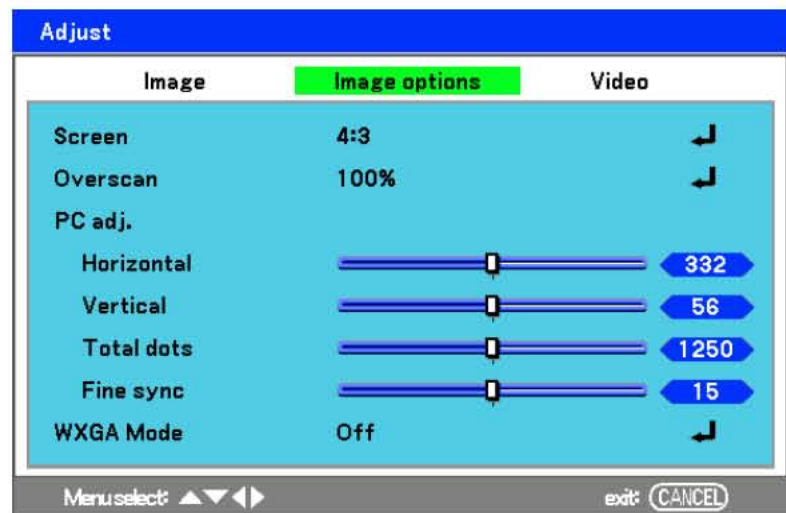 Adjust
Image Image options Video
Screen 4:3
Overscan 100%
PC adj.
Horizontal 332
Vertical 56
Total dots 1250
Fine sync 15
WXGA Mode Off
Menu select: exit: CANCEL